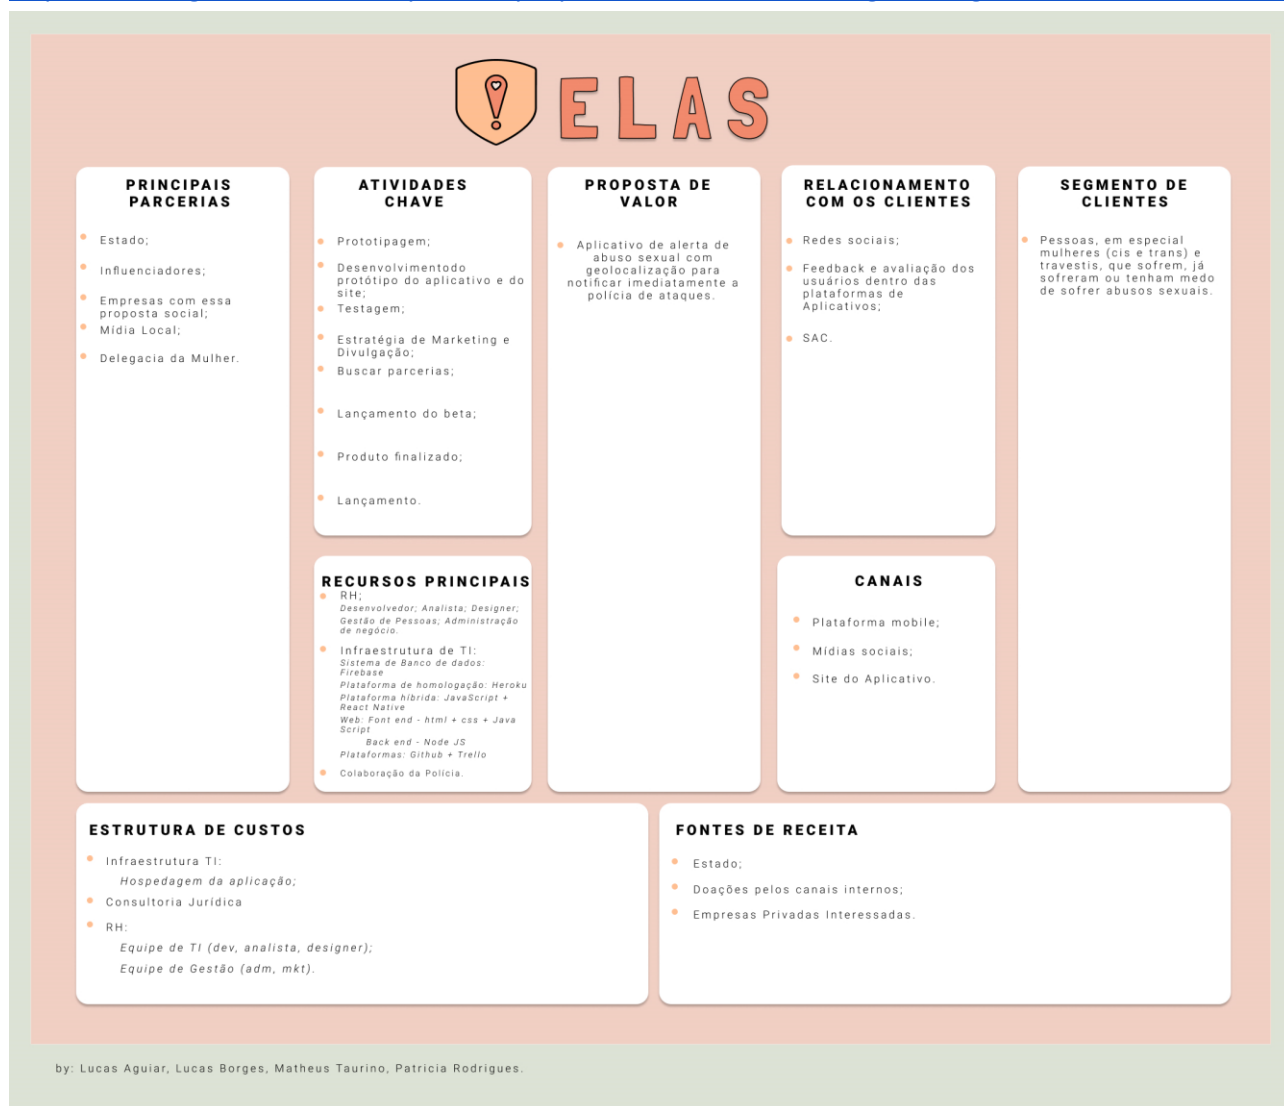 ELAS
PRINCIPAIS
PARCERIAS
Estado;
Influenciadores;
Empresas com essa
proposta social;
Mídia Local;
Delegacia da Mulher.
ATIVIDADES
CHAVE
Prototipagem;
Desenvolvimentodo
protótipo do aplicativo e do
site;
Testagem;
Estratégia de Marketing e
Divulgação;
Buscar parcerias;
Lançamento do beta;
Produto finalizado;
Lançamento.
RECURSOS PRINCIPAIS
RH;
Desenvolvedor; Analista; Designer;
Gestão de Pessoas; Administração
de negócio.
Infraestrutura de TI:
Sistema de Banco de dados:
Firebase
Plataforma de homologação: Heroku
Plataforma híbrida: JavaScript +
React Native
Web: Font end - html + css + Java
Script
Back end - Node JS
Plataformas: Github + Trello
Colaboração da Polícia.
PROPOSTA DE
VALOR
Aplicativo de alerta de
abuso sexual com
geolocalização para
notificar imediatamente a
polícia de ataques.
RELACIONAMENTO
COM OS CLIENTES
Redes sociais;
Feedback e avaliação dos
usuários dentro das
plataformas de
Aplicativos;
SAC.
CANAIS
Plataforma mobile;
Mídias sociais;
Site do Aplicativo.
SEGMENTO DE
CLIENTES
Pessoas, em especial
mulheres (cis e trans) e
travestis, que sofrem, já
sofreram ou tenham medo
de sofrer abusos sexuais.
ESTRUTURA DE CUSTOS
Infraestrutura TI:
Hospedagem da aplicação;
Consultoria Jurídica
RH:
Equipe de TI (dev, analista, designer);
Equipe de Gestão (adm, mkt).
FONTES DE RECEITA
Estado;
Doações pelos canais internos;
Empresas Privadas Interessadas.
by: Lucas Aguiar, Lucas Borges, Matheus Taurino, Patricia Rodrigues.